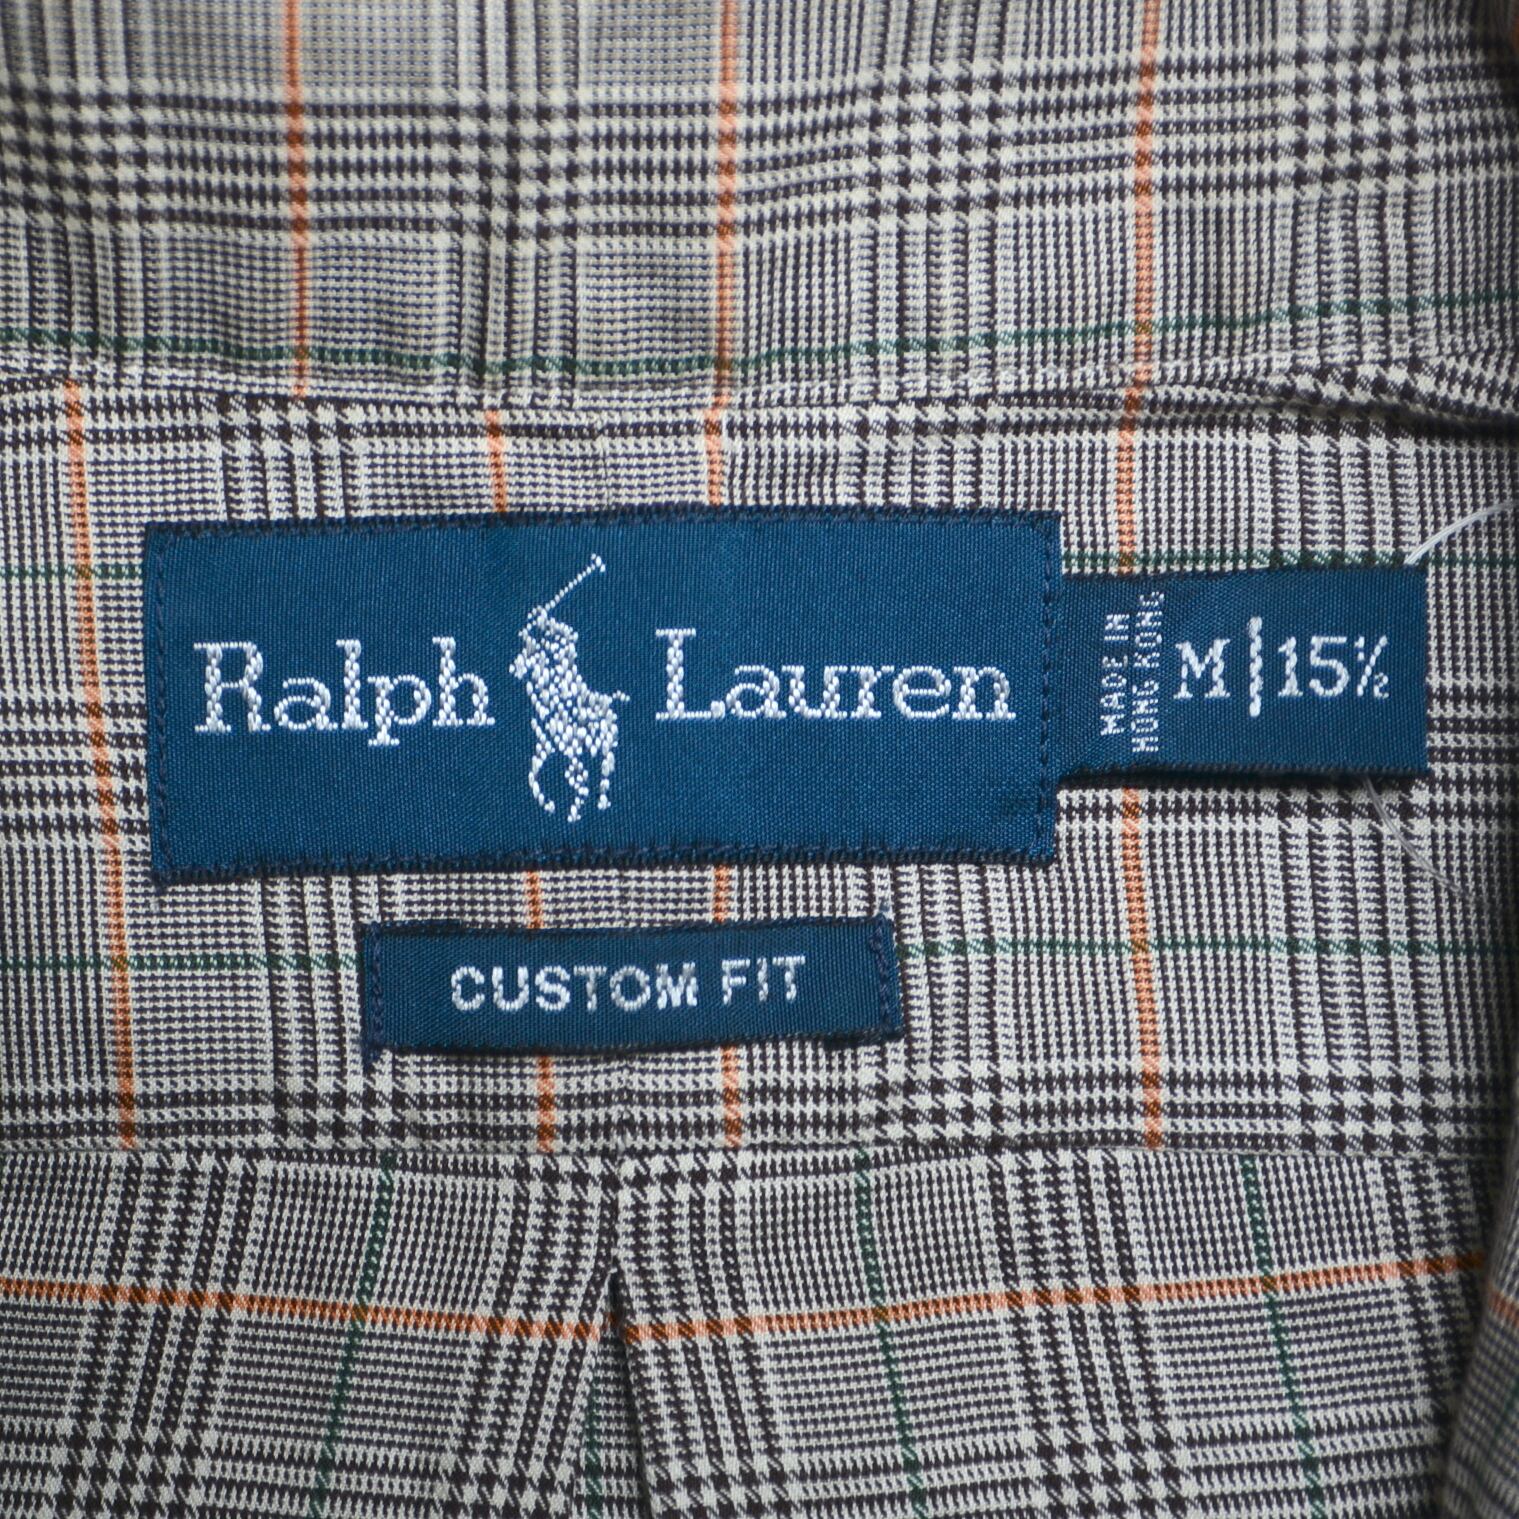 Ralph Lauren
MADE IN
HONG KONG
M | 15½
CUSTOM FIT